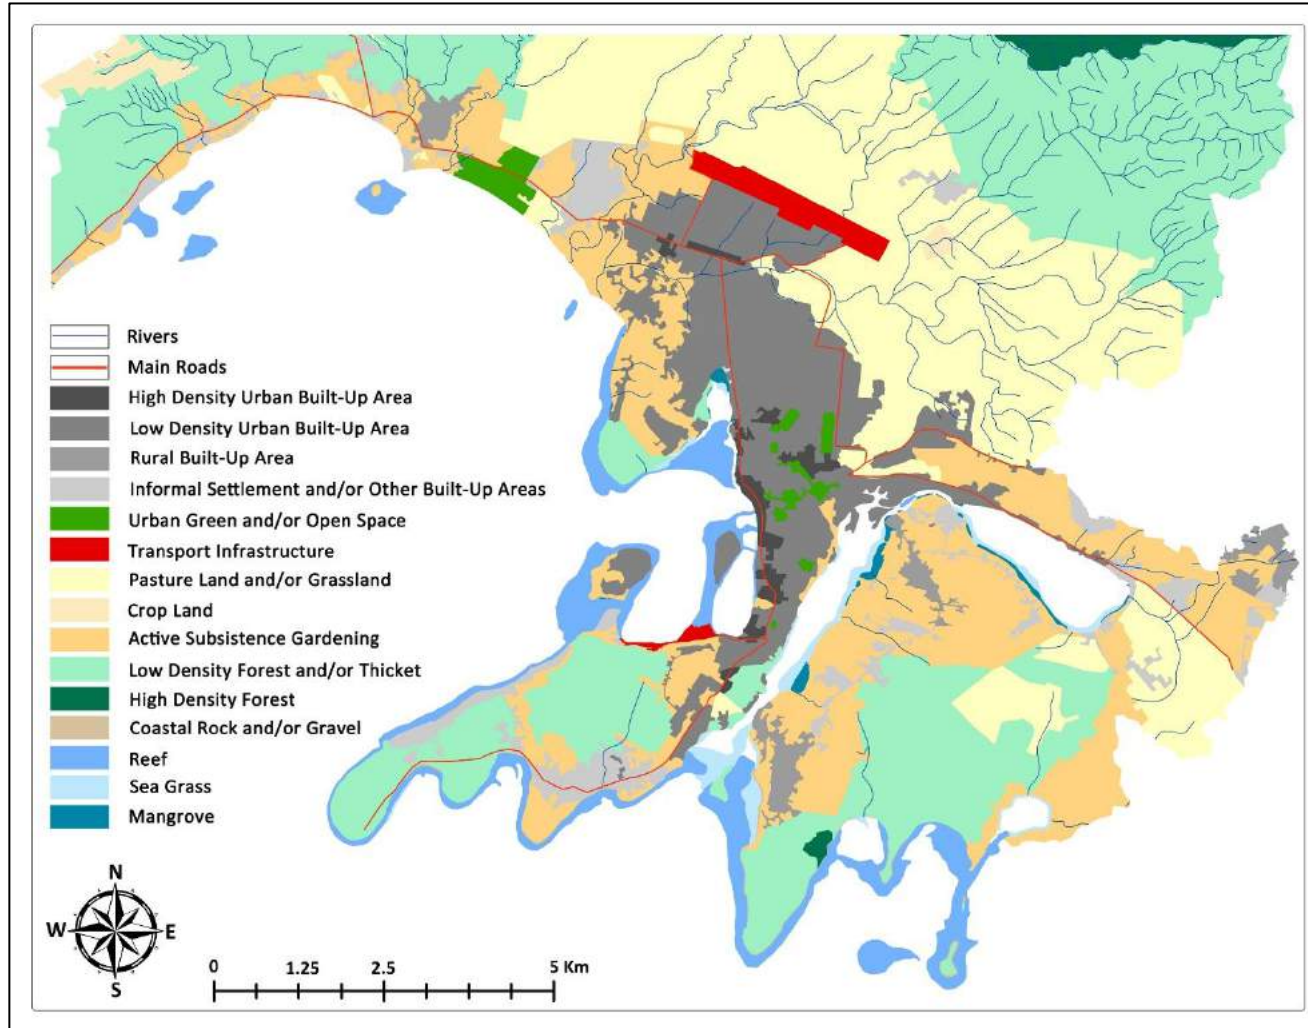 Rivers
Main Roads
High Density Urban Built-Up Area
Low Density Urban Built-Up Area
Rural Built-Up Area
Informal Settlement and/or Other Built-Up Areas
Urban Green and/or Open Space
Transport Infrastructure
Pasture Land and/or Grassland
Crop Land
Active Subsistence Gardening
Low Density Forest and/or Thicket
High Density Forest
Coastal Rock and/or Gravel
Reef
Sea Grass
Mangrove
N
W E
S
0 1.25 2.5 5 Km